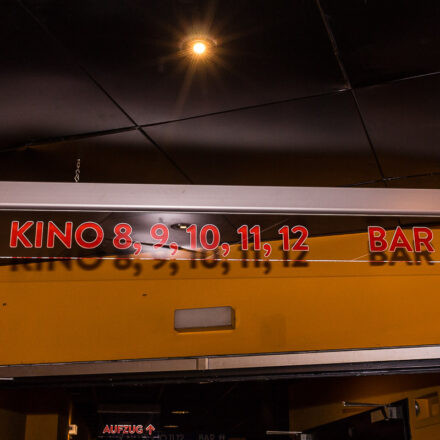 KINO 8, 9, 10, 11, 12 BAR
AUFZUG ↑